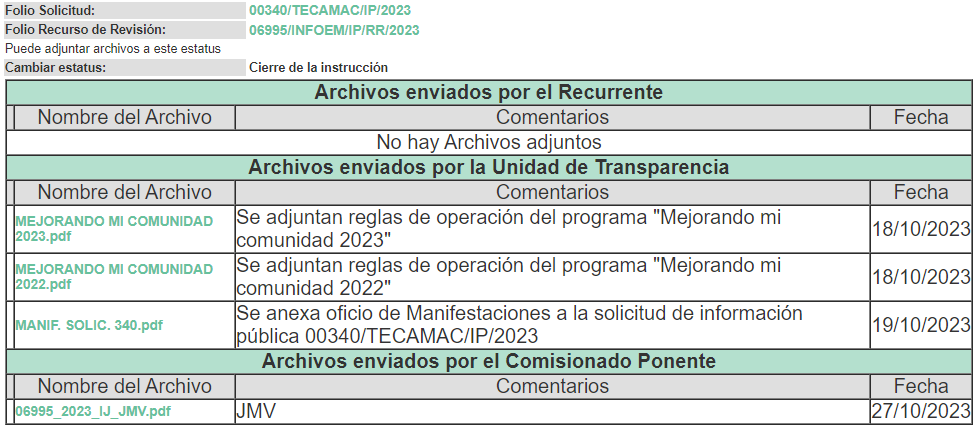 Folio Solicitud: 00340/TECAMAC/IP/2023
Folio Recurso de Revisión: 06995/INFOEM/IP/RR/2023
Puede adjuntar archivos a este estatus
Cambiar estatus: Cierre de la instrucción
Archivos enviados por el Recurrente
Nombre del Archivo Comentarios Fecha
No hay Archivos adjuntos
Archivos enviados por la Unidad de Transparencia
Nombre del Archivo Comentarios Fecha
MEJORANDO MI COMUNIDAD
2023.pdf
Se adjuntan reglas de operación del programa "Mejorando mi
comunidad 2023"
18/10/2023
MEJORANDO MI COMUNIDAD
2022.pdf
Se adjuntan reglas de operación del programa "Mejorando mi
comunidad 2022"
18/10/2023
MANIF. SOLIC. 340.pdf
Se anexa oficio de Manifestaciones a la solicitud de información
pública 00340/TECAMAC/IP/2023
19/10/2023
Archivos enviados por el Comisionado Ponente
Nombre del Archivo Comentarios Fecha
06995_2023_IJ_JMV.pdf JMV 27/10/2023